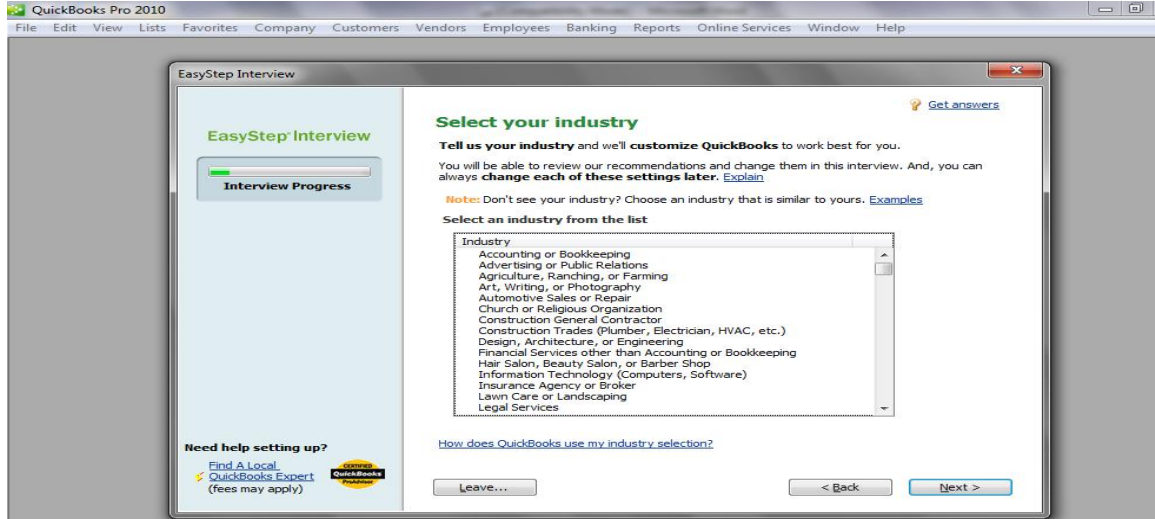 QuickBooks Pro 2010
File Edit View Lists Favorites Company Customers Vendors Employees Banking Reports Online Services Window Help
EasyStep Interview
Get answers
EasyStep Interview
Interview Progress
Select your industry
Tell us your industry and we'll customize QuickBooks to work best for you.
You will be able to review our recommendations and change them in this interview. And, you can
always change each of these settings later. Explain
Note: Don't see your industry? Choose an industry that is similar to yours. Examples
Select an industry from the list
Industry
Accounting or Bookkeeping
Advertising or Public Relations
Agriculture, Ranching, or Farming
Art, Writing, or Photography
Automotive Sales or Repair
Church or Religious Organization
Construction General Contractor
Construction Trades (Plumber, Electrician, HVAC, etc.)
Design, Architecture, or Engineering
Financial Services other than Accounting or Bookkeeping
Hair Salon, Beauty Salon, or Barber Shop
Information Technology (Computers, Software)
Insurance Agency or Broker
Lawn Care or Landscaping
Legal Services
How does QuickBooks use my industry selection?
Need help setting up?
Find A Local
QuickBooks Expert
(fees may apply)
CERTIFIED
QuickBooks
ProAdvisor
Leave...
< Back
Next >